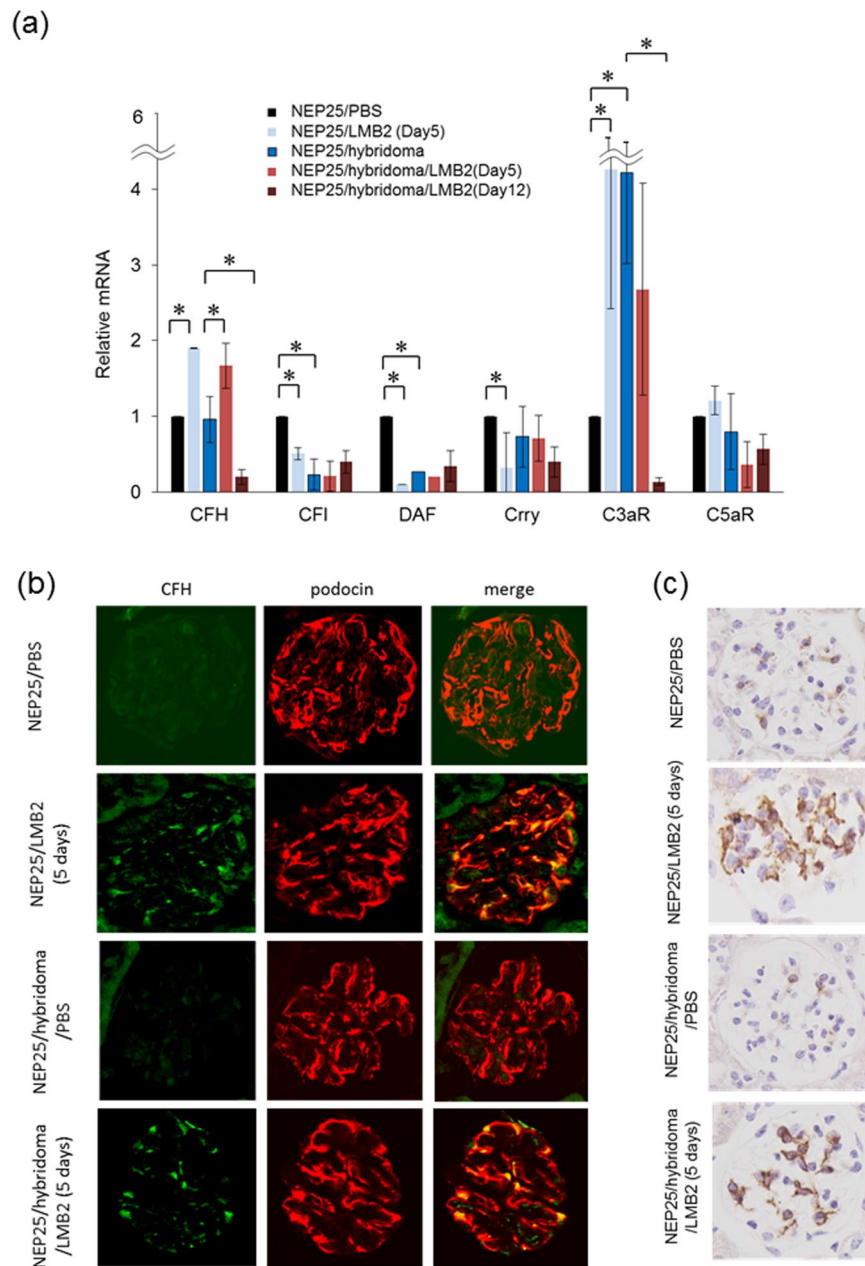 (a)
6
4
2
1
0
Relative mRNA
NEP25/PBS
NEP25/LMB2 (Day5)
NEP25/hybridoma
NEP25/hybridoma/LMB2(Day5)
NEP25/hybridoma/LMB2(Day12)
* * * * * * * * * * *
CFH CFI DAF Crry C3aR C5aR
(b)
CFH podocin merge
NEP25/PBS
NEP25/LMB2
(5 days)
NEP25/hybridoma
/PBS
NEP25/hybridoma
/LMB2 (5 days)
(c)
NEP25/PBS
NEP25/LMB2 (5 days)
NEP25/hybridoma
/PBS
NEP25/hybridoma
/LMB2 (5 days)